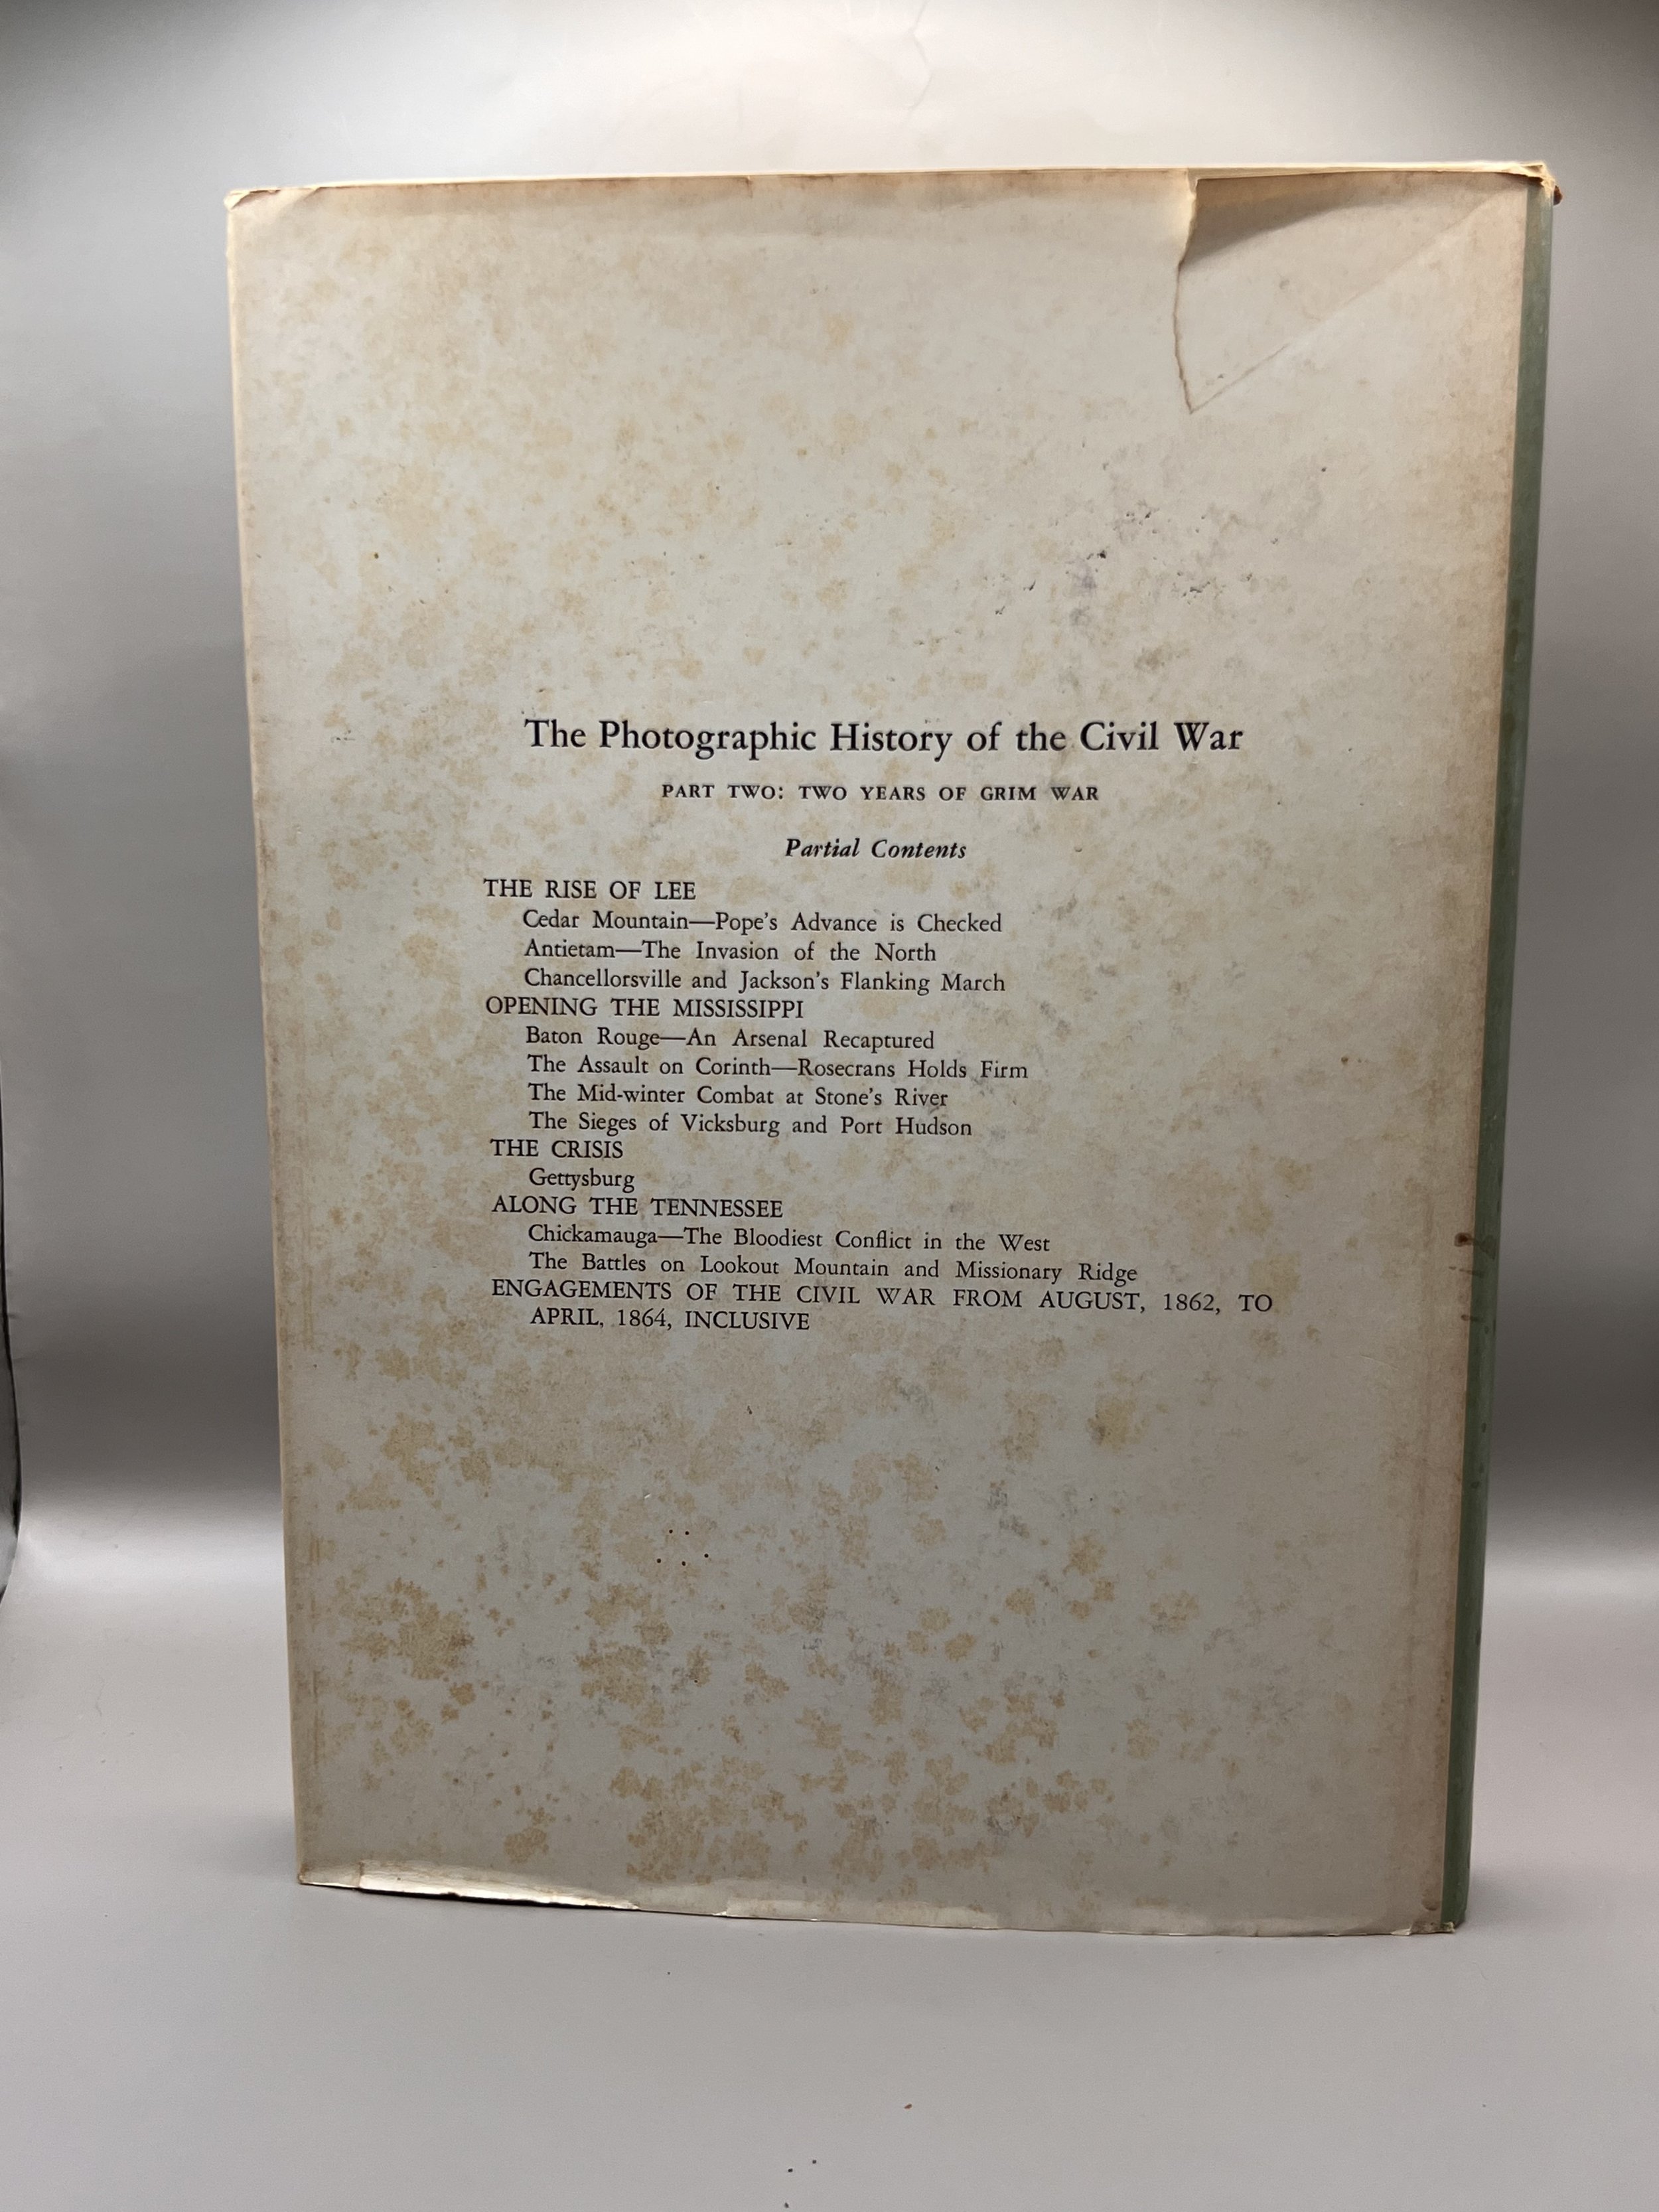 The Photographic History of the Civil War
PART TWO: TWO YEARS OF GRIM WAR
Partial Contents
THE RISE OF LEE
Cedar Mountain—Pope's Advance is Checked
Antietam—The Invasion of the North
Chancellorsville and Jackson's Flanking March
OPENING THE MISSISSIPPI
Baton Rouge—An Arsenal Recaptured
The Assault on Corinth—Rosecrans Holds Firm
The Mid-winter Combat at Stone's River
The Sieges of Vicksburg and Port Hudson
THE CRISIS
Gettysburg
ALONG THE TENNESSEE
Chickamauga—The Bloodiest Conflict in the West
The Battles on Lookout Mountain and Missionary Ridge
ENGAGEMENTS OF THE CIVIL WAR FROM AUGUST, 1862, TO
APRIL, 1864, INCLUSIVE